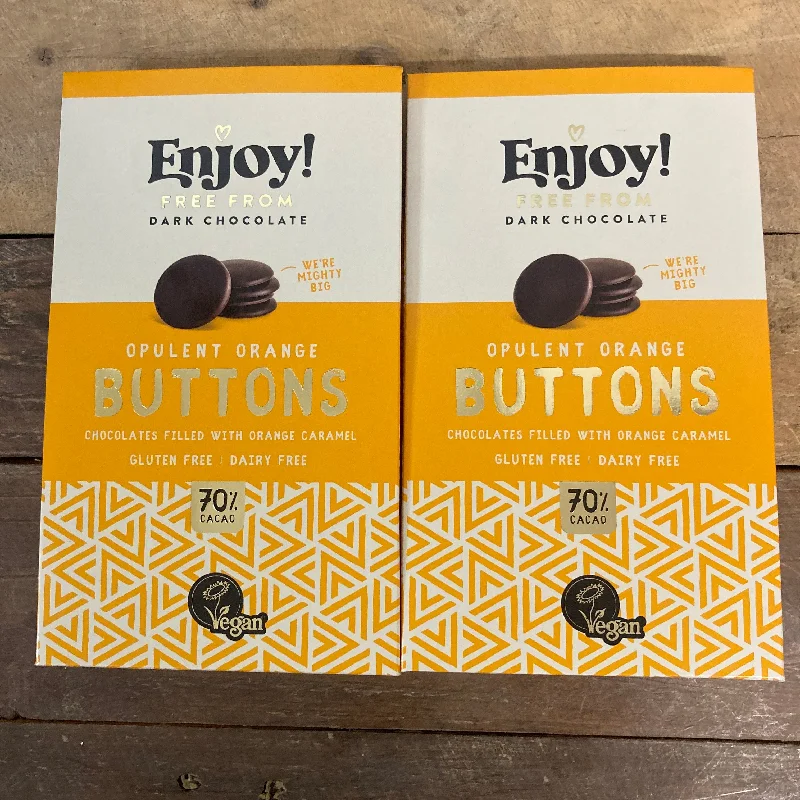 Enjoy!
FREE FROM
DARK CHOCOLATE
WE'RE
MIGHTY
BIG
OPULENT ORANGE
BUTTONS
CHOCOLATES FILLED WITH ORANGE CARAMEL
GLUTEN FREE : DAIRY FREE
70%
CACAO
Vegan
Enjoy!
FREE FROM
DARK CHOCOLATE
WE'RE
MIGHTY
BIG
OPULENT ORANGE
BUTTONS
CHOCOLATES FILLED WITH ORANGE CARAMEL
GLUTEN FREE : DAIRY FREE
70%
CACAO
Vegan